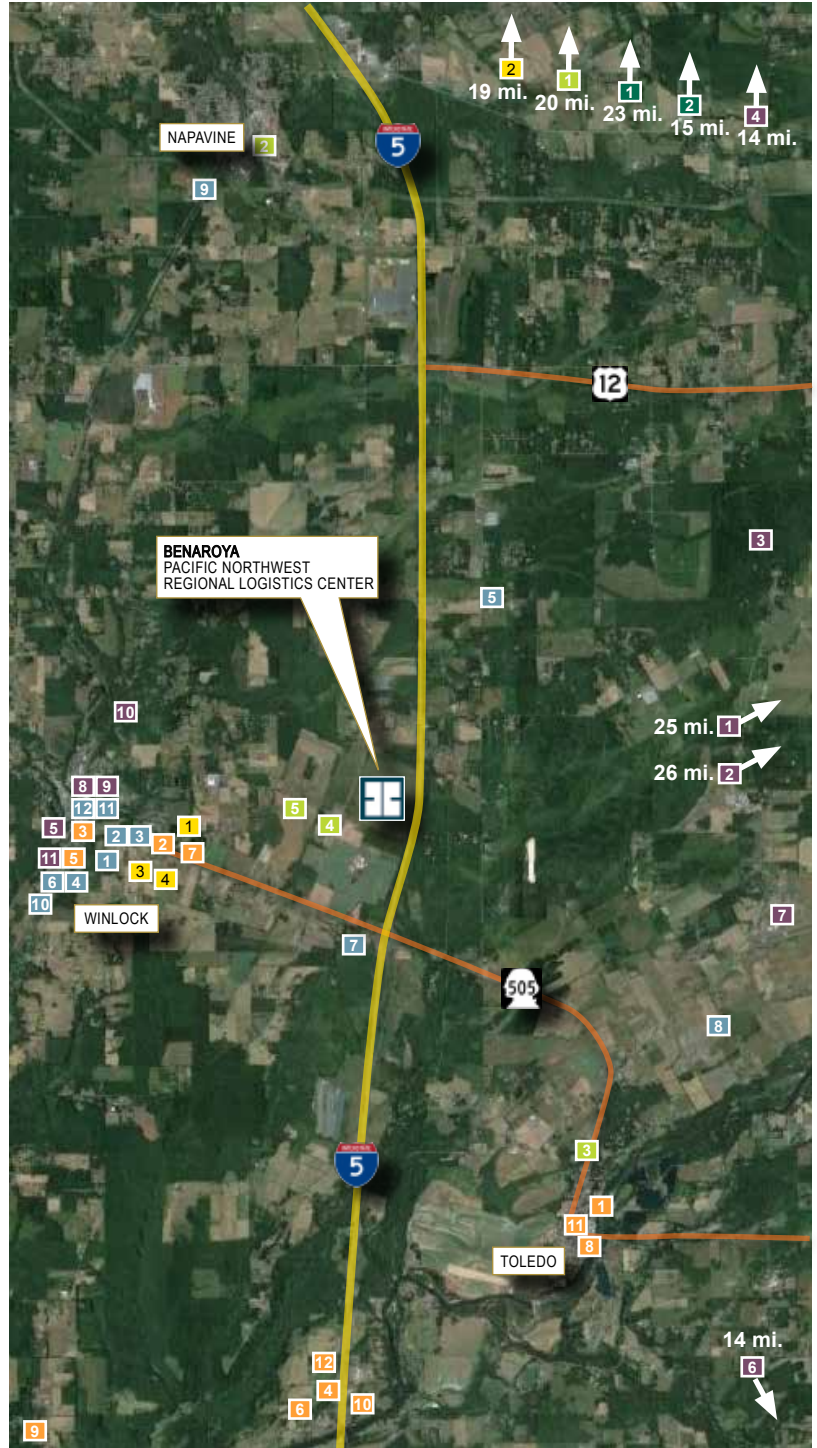 2
1
1
2
4
19 mi.
20 mi.
23 mi.
15 mi.
14 mi.
NAPAVINE
2
5
9
12
3
BENAROYA
PACIFIC NORTHWEST
REGIONAL LOGISTICS CENTER
5
10
25 mi. 1
26 mi. 2
8 9
12 11
5 4
5 3 2 3 2 1
11 5 1 7
3 4
6 4
10
WINLOCK
7
7
505
8
5
3
1
11
8
TOLEDO
14 mi.
6
12
4
6 10
9